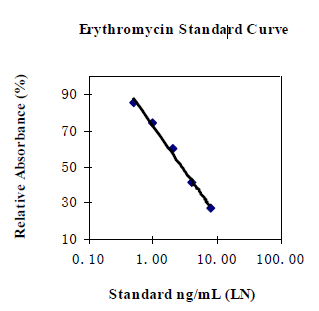 Erythromycin Standard Curve
Relative Absorbance (%)
90
70
50
30
10
0.10 1.00 10.00 100.00
Standard ng/mL (LN)